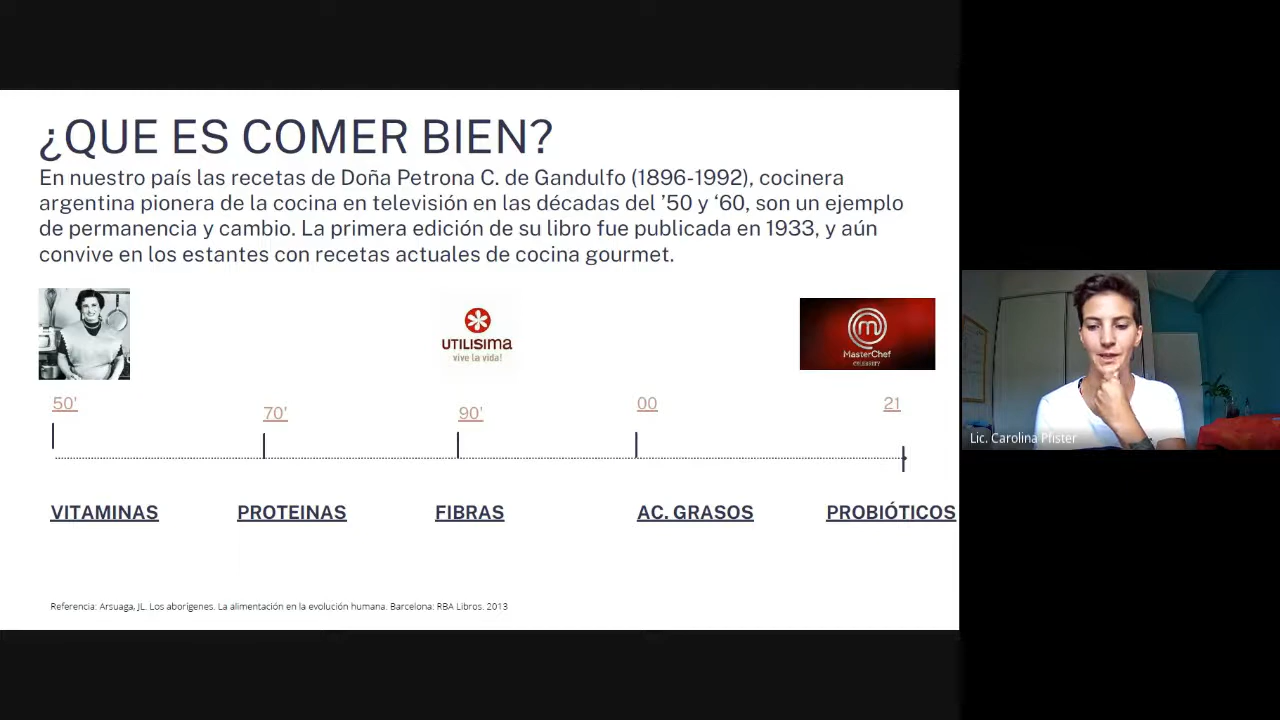 ¿QUE ES COMER BIEN?
En nuestro país las recetas de Doña Petrona C. de Gandulfo (1896-1992), cocinera
argentina pionera de la cocina en televisión en las décadas del ’50 y ‘60, son un ejemplo
de permanencia y cambio. La primera edición de su libro fue publicada en 1933, y aún
convive en los estantes con recetas actuales de cocina gourmet.
UTILISIMA
vive la vida!
MasterChef
CELEBRITY
50'
70'
90'
00
21
VITAMINAS
PROTEINAS
FIBRAS
AC. GRASOS
PROBIÓTICOS
Referencia: Arsuaga, JL. Los aborígenes. La alimentación en la evolución humana. Barcelona: RBA Libros. 2013
Lic. Carolina Pfister